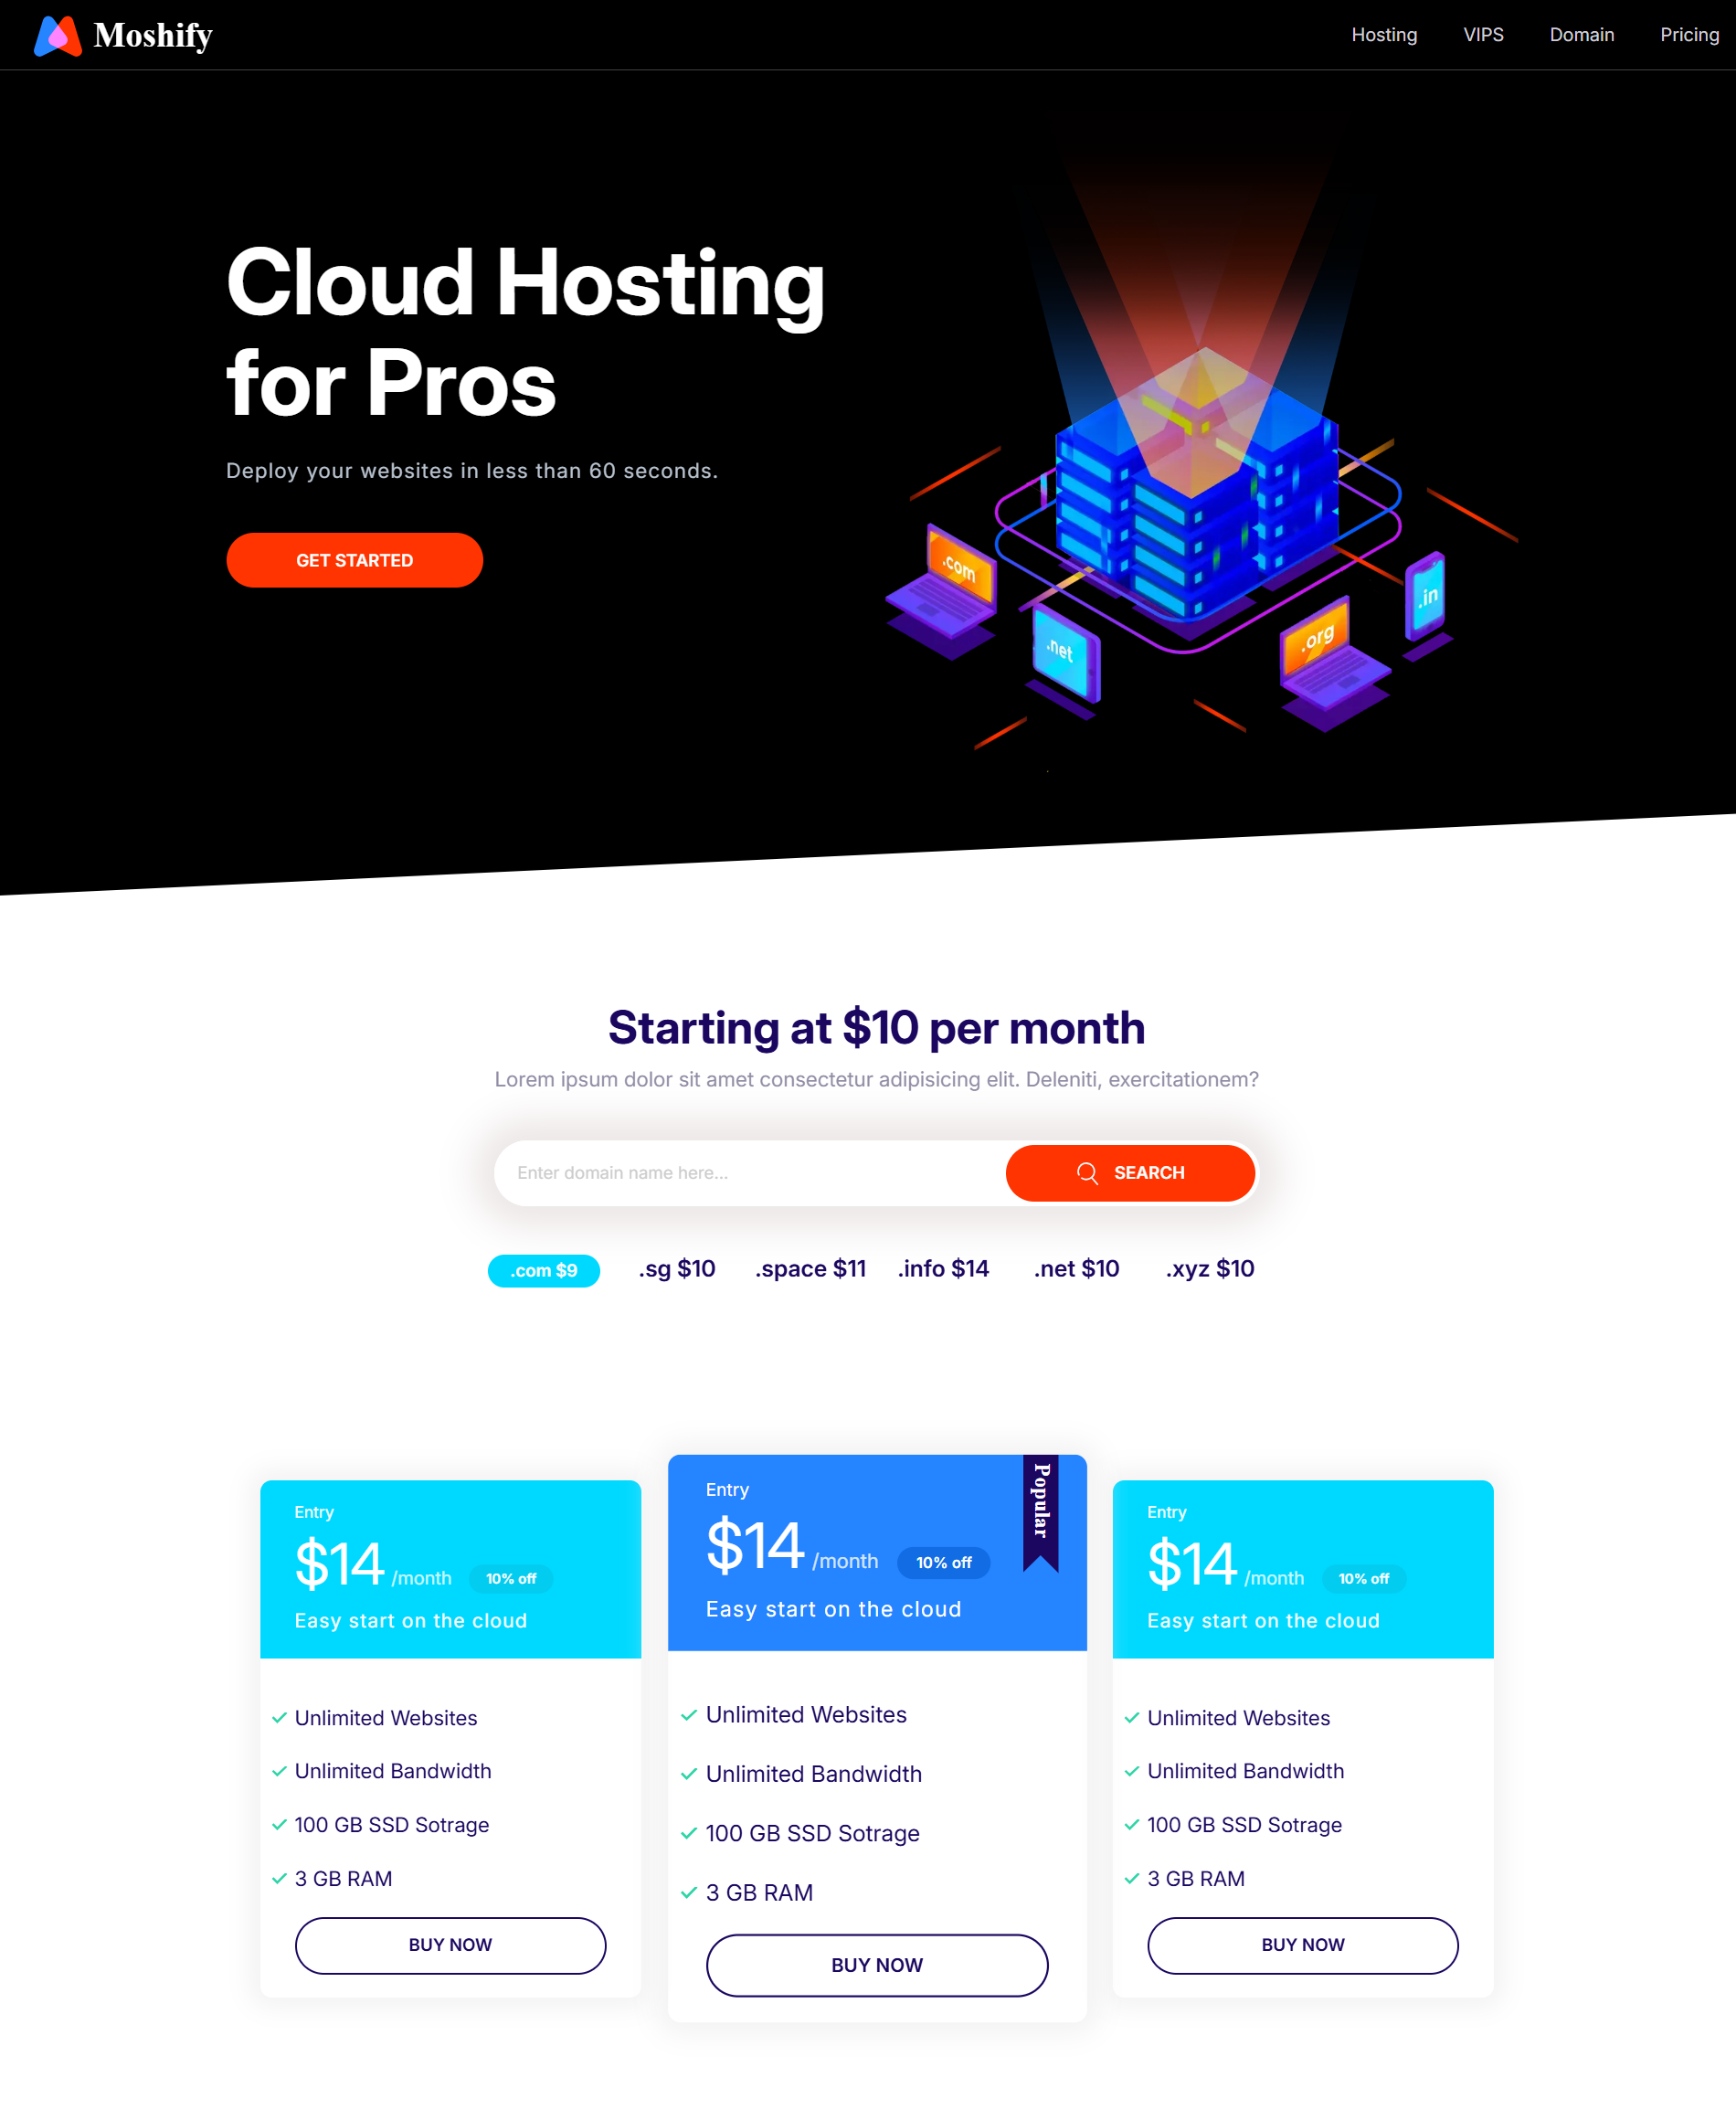 Moshify
Hosting VIPS Domain Pricing
Cloud Hosting
for Pros
Deploy your websites in less than 60 seconds.
GET STARTED
.com
.net
.org
.in
Starting at $10 per month
Lorem ipsum dolor sit amet consectetur adipisicing elit. Deleniti, exercitationem?
Enter domain name here...
SEARCH
.com $9 .sg $10 .space $11 .info $14 .net $10 .xyz $10
Entry
$14 /month 10% off
Easy start on the cloud
Unlimited Websites
Unlimited Bandwidth
100 GB SSD Sotrage
3 GB RAM
BUY NOW
Popular
Entry
$14 /month 10% off
Easy start on the cloud
Unlimited Websites
Unlimited Bandwidth
100 GB SSD Sotrage
3 GB RAM
BUY NOW
Entry
$14 /month 10% off
Easy start on the cloud
Unlimited Websites
Unlimited Bandwidth
100 GB SSD Sotrage
3 GB RAM
BUY NOW